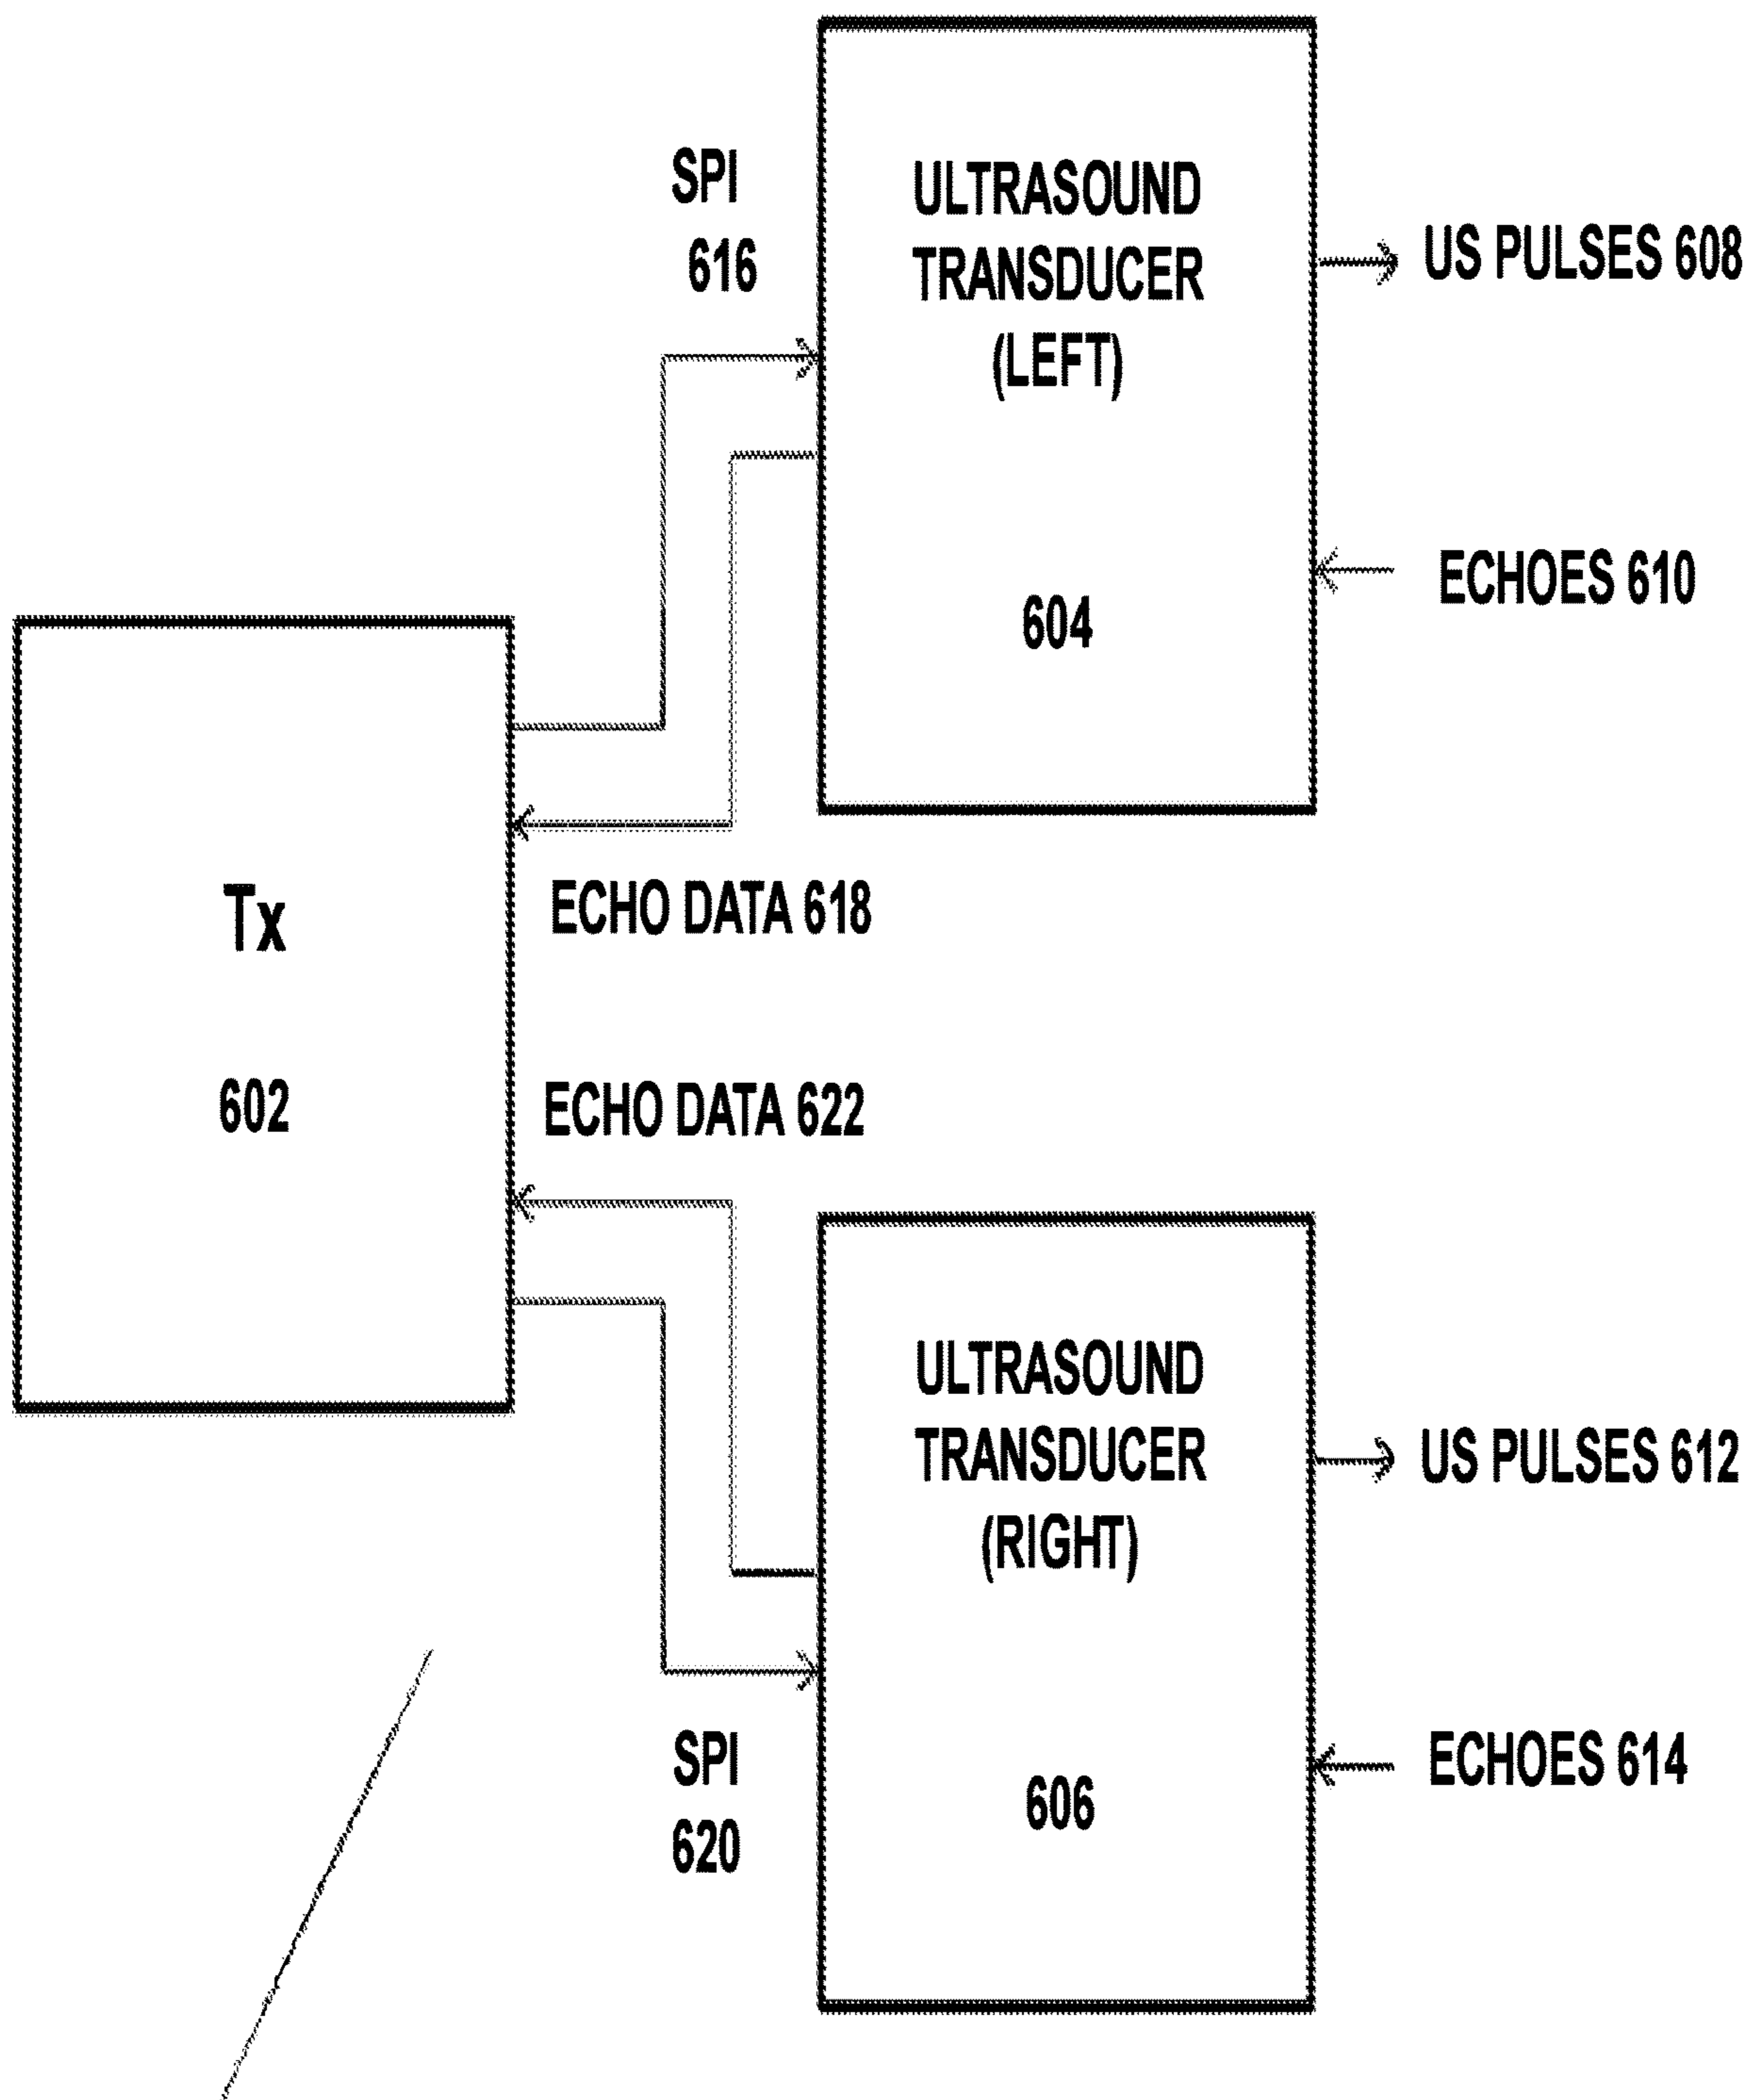 SPI
616
ULTRASOUND
TRANSDUCER
(LEFT)
604
US PULSES 608
ECHOES 610
Tx
602
ECHO DATA 618
ECHO DATA 622
ULTRASOUND
TRANSDUCER
(RIGHT)
606
US PULSES 612
ECHOES 614
SPI
620